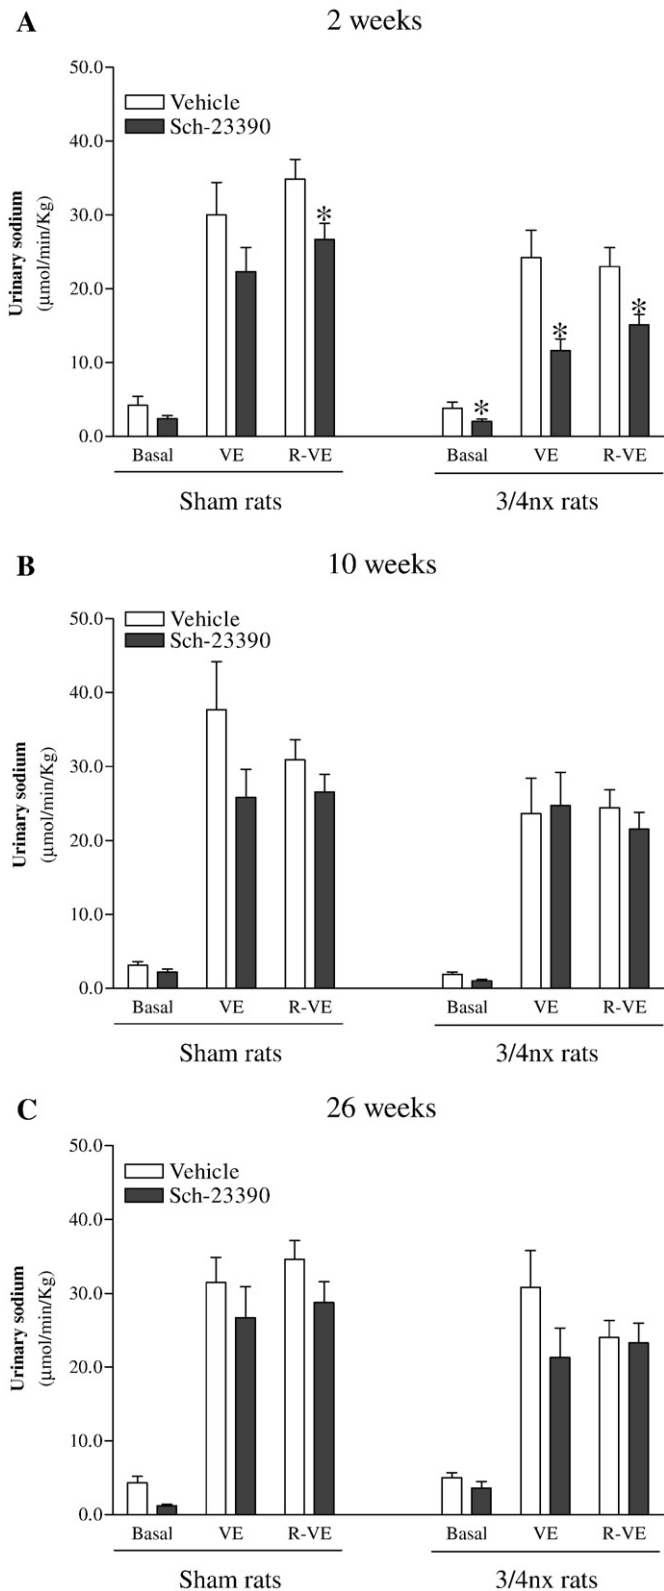 A
2 weeks
50.0
40.0
30.0
20.0
10.0
0.0
Urinary sodium
(µmol/min/Kg)
Vehicle
Sch-23390
*
*
*
*
Basal VE R-VE Basal VE R-VE
Sham rats 3/4nx rats
B
10 weeks
50.0
40.0
30.0
20.0
10.0
0.0
Urinary sodium
(µmol/min/Kg)
Vehicle
Sch-23390
Basal VE R-VE Basal VE R-VE
Sham rats 3/4nx rats
C
26 weeks
50.0
40.0
30.0
20.0
10.0
0.0
Urinary sodium
(µmol/min/Kg)
Vehicle
Sch-23390
Basal VE R-VE Basal VE R-VE
Sham rats 3/4nx rats